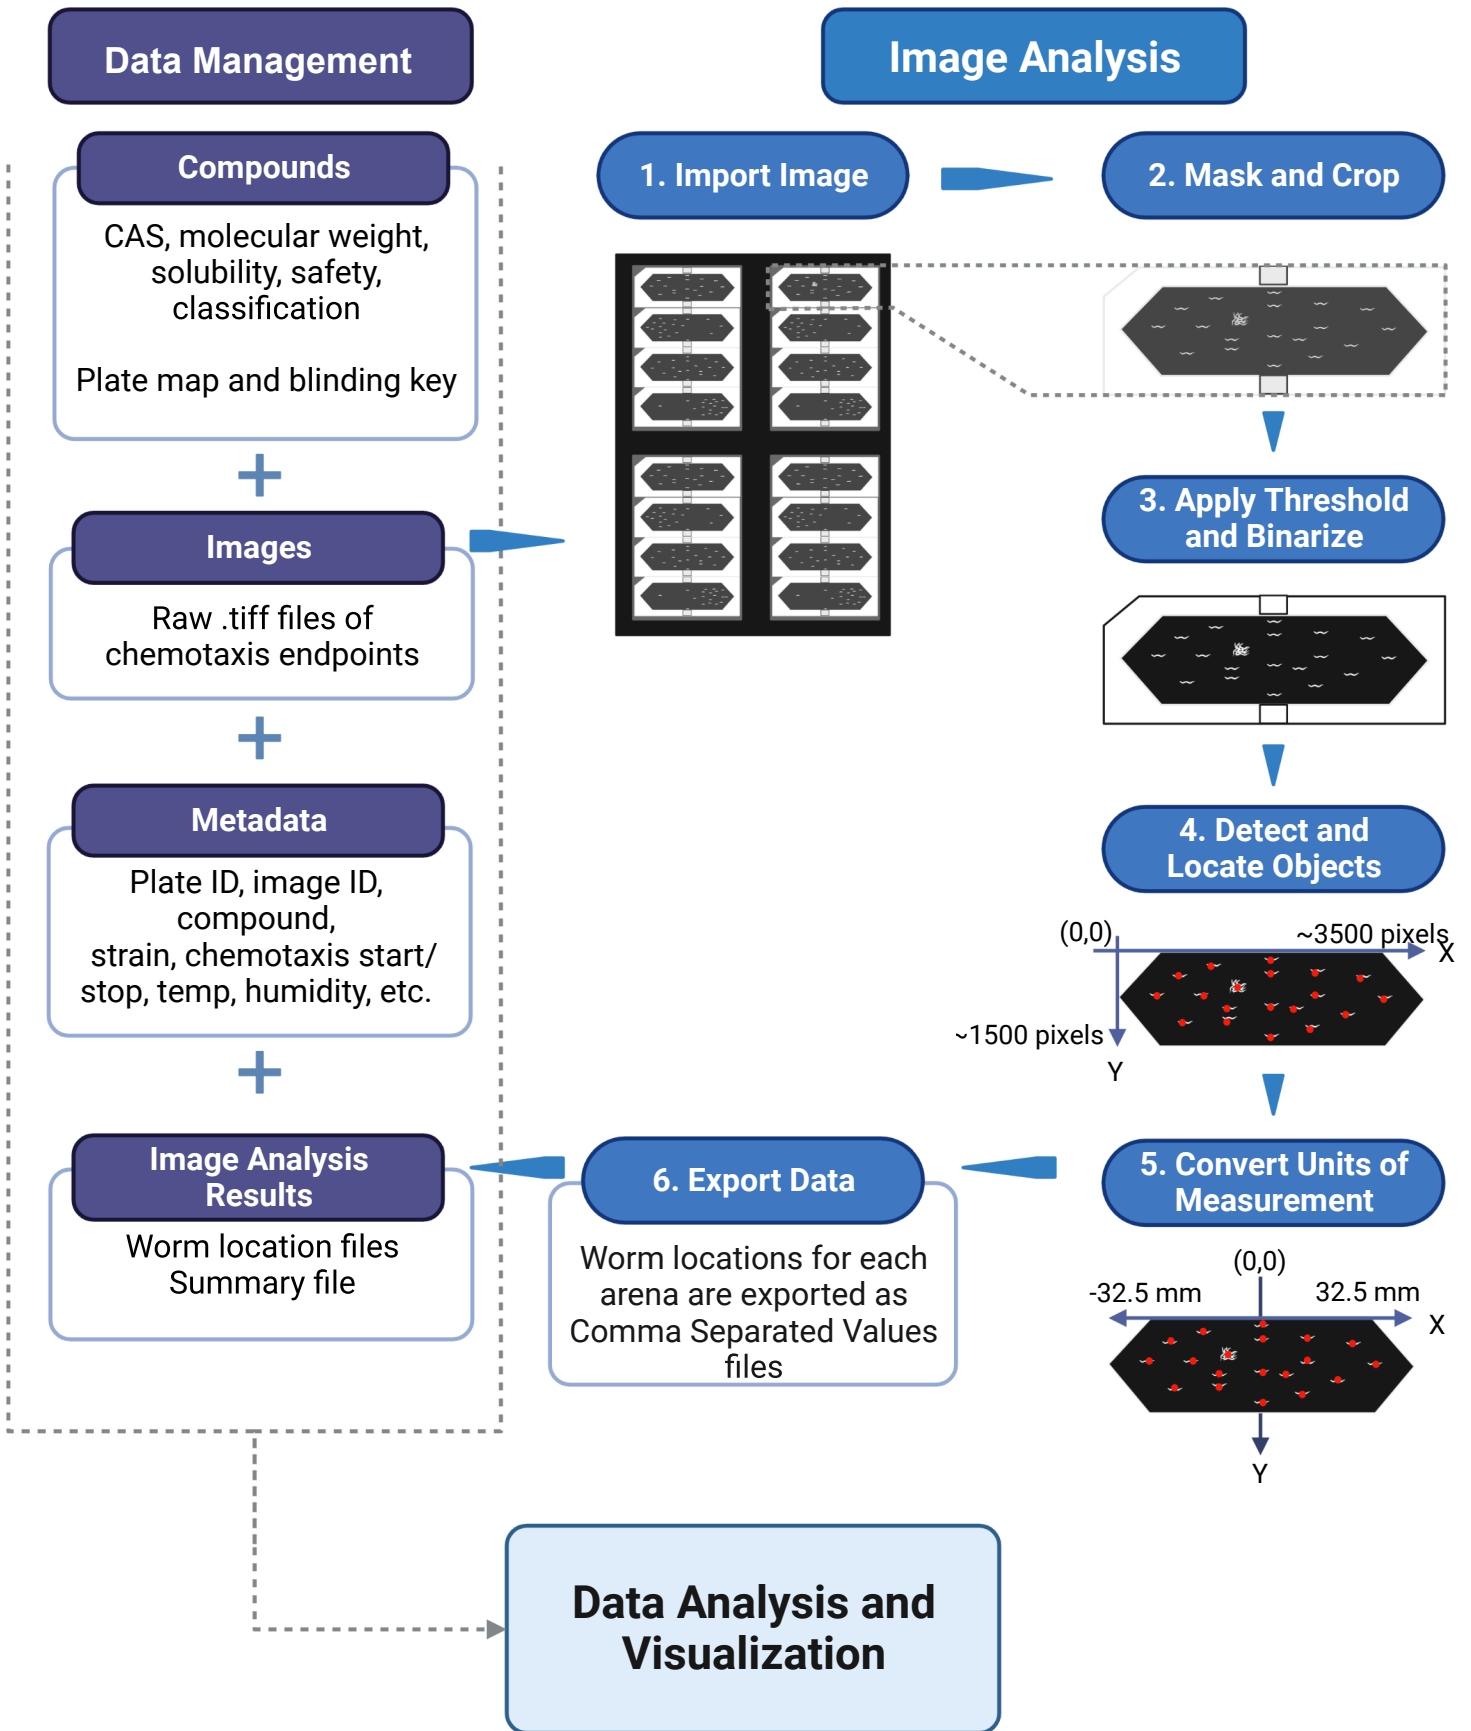 Data Management
Compounds
CAS, molecular weight,
solubility, safety,
classification
Plate map and blinding key
+
Images
Raw .tiff files of
chemotaxis endpoints
+
Metadata
Plate ID, image ID,
compound,
strain, chemotaxis start/
stop, temp, humidity, etc.
+
Image Analysis
Results
Worm location files
Summary file
Image Analysis
1. Import Image
2. Mask and Crop
3. Apply Threshold
and Binarize
4. Detect and
Locate Objects
(0,0)
~3500 pixels
X
~1500 pixels
Y
5. Convert Units of
Measurement
(0,0)
-32.5 mm
32.5 mm
X
Y
6. Export Data
Worm locations for each
arena are exported as
Comma Separated Values
files
Data Analysis and
Visualization